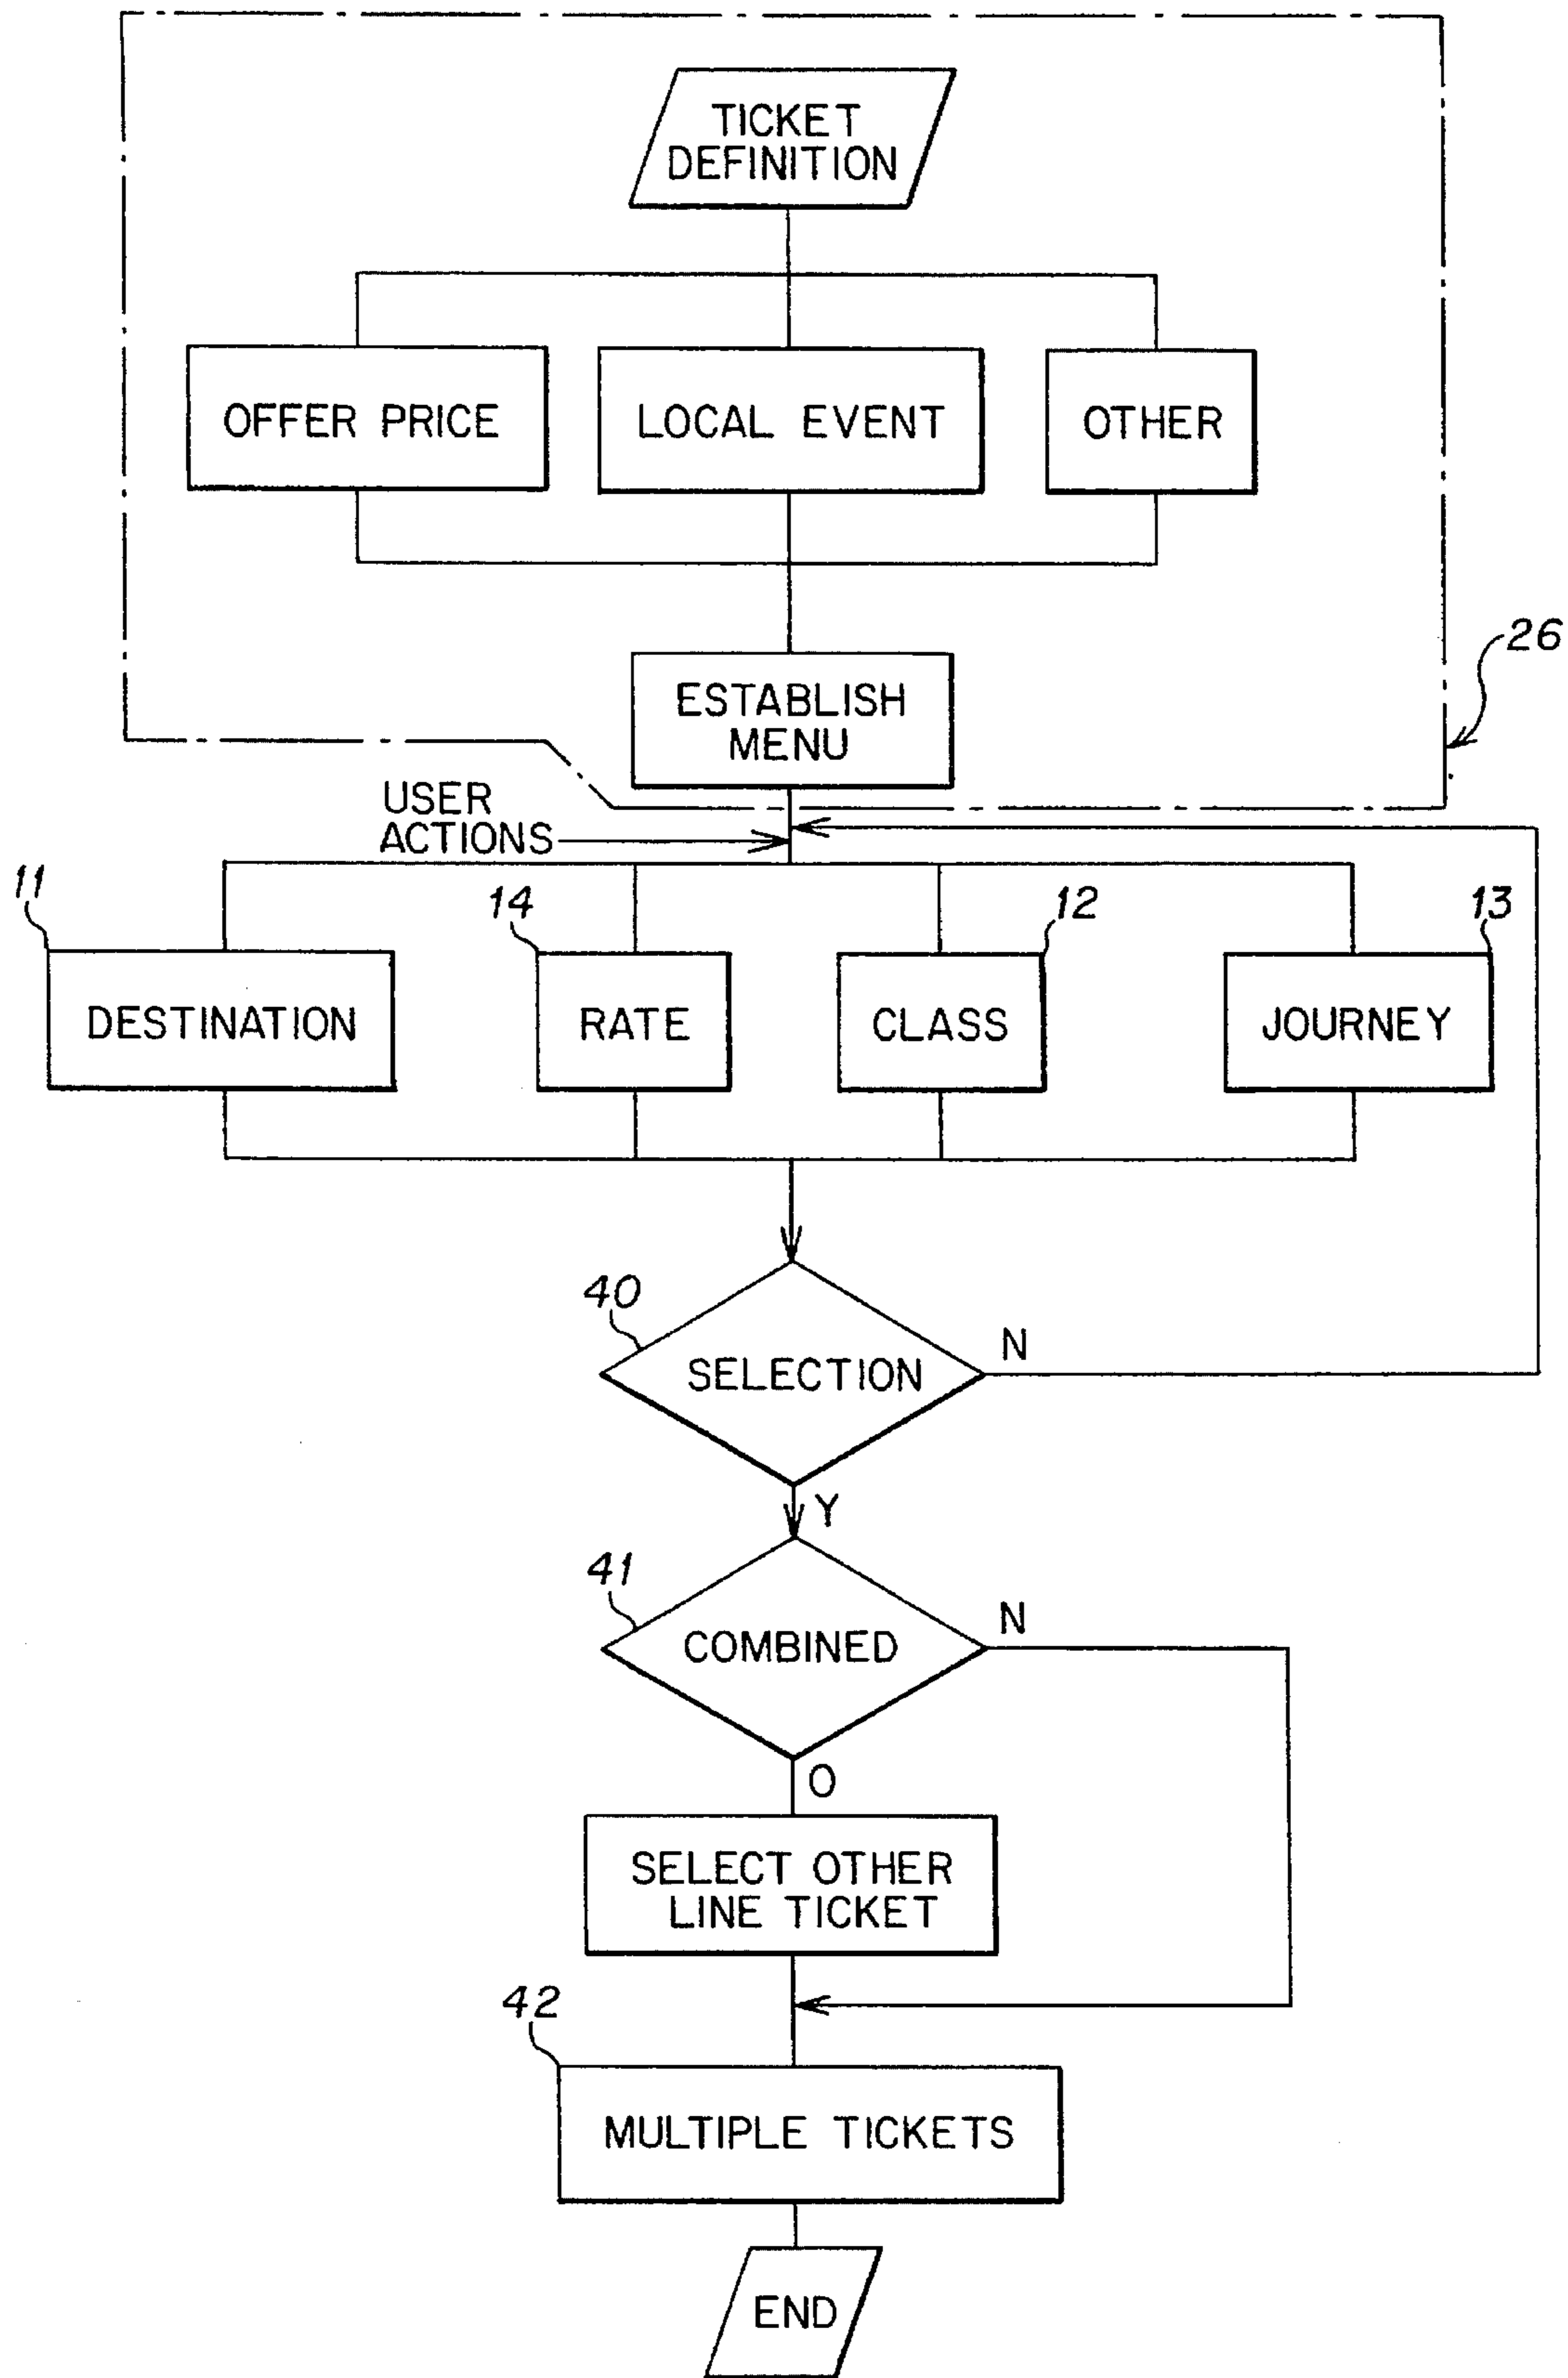 TICKET
DEFINITION
OFFER PRICE
LOCAL EVENT
OTHER
26
ESTABLISH
MENU
USER
ACTIONS
11
14
12
13
DESTINATION
RATE
CLASS
JOURNEY
40
SELECTION
N
Y
41
COMBINED
N
O
SELECT OTHER
LINE TICKET
42
MULTIPLE TICKETS
END